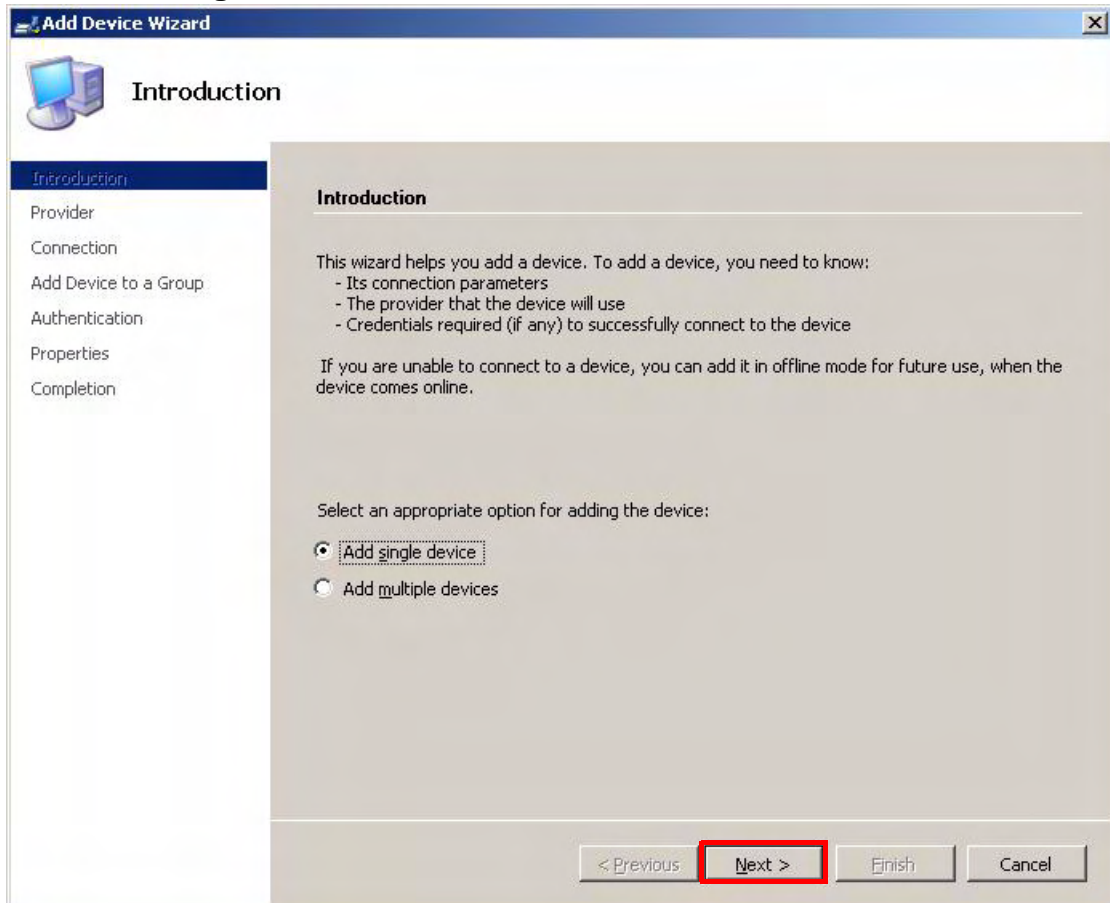 Add Device Wizard
Introduction
Introduction
Provider
Connection
Add Device to a Group
Authentication
Properties
Completion
Introduction
This wizard helps you add a device. To add a device, you need to know:
- Its connection parameters
- The provider that the device will use
- Credentials required (if any) to successfully connect to the device
If you are unable to connect to a device, you can add it in offline mode for future use, when the
device comes online.
Select an appropriate option for adding the device:
Add single device
Add multiple devices
< Previous Next > Finish Cancel